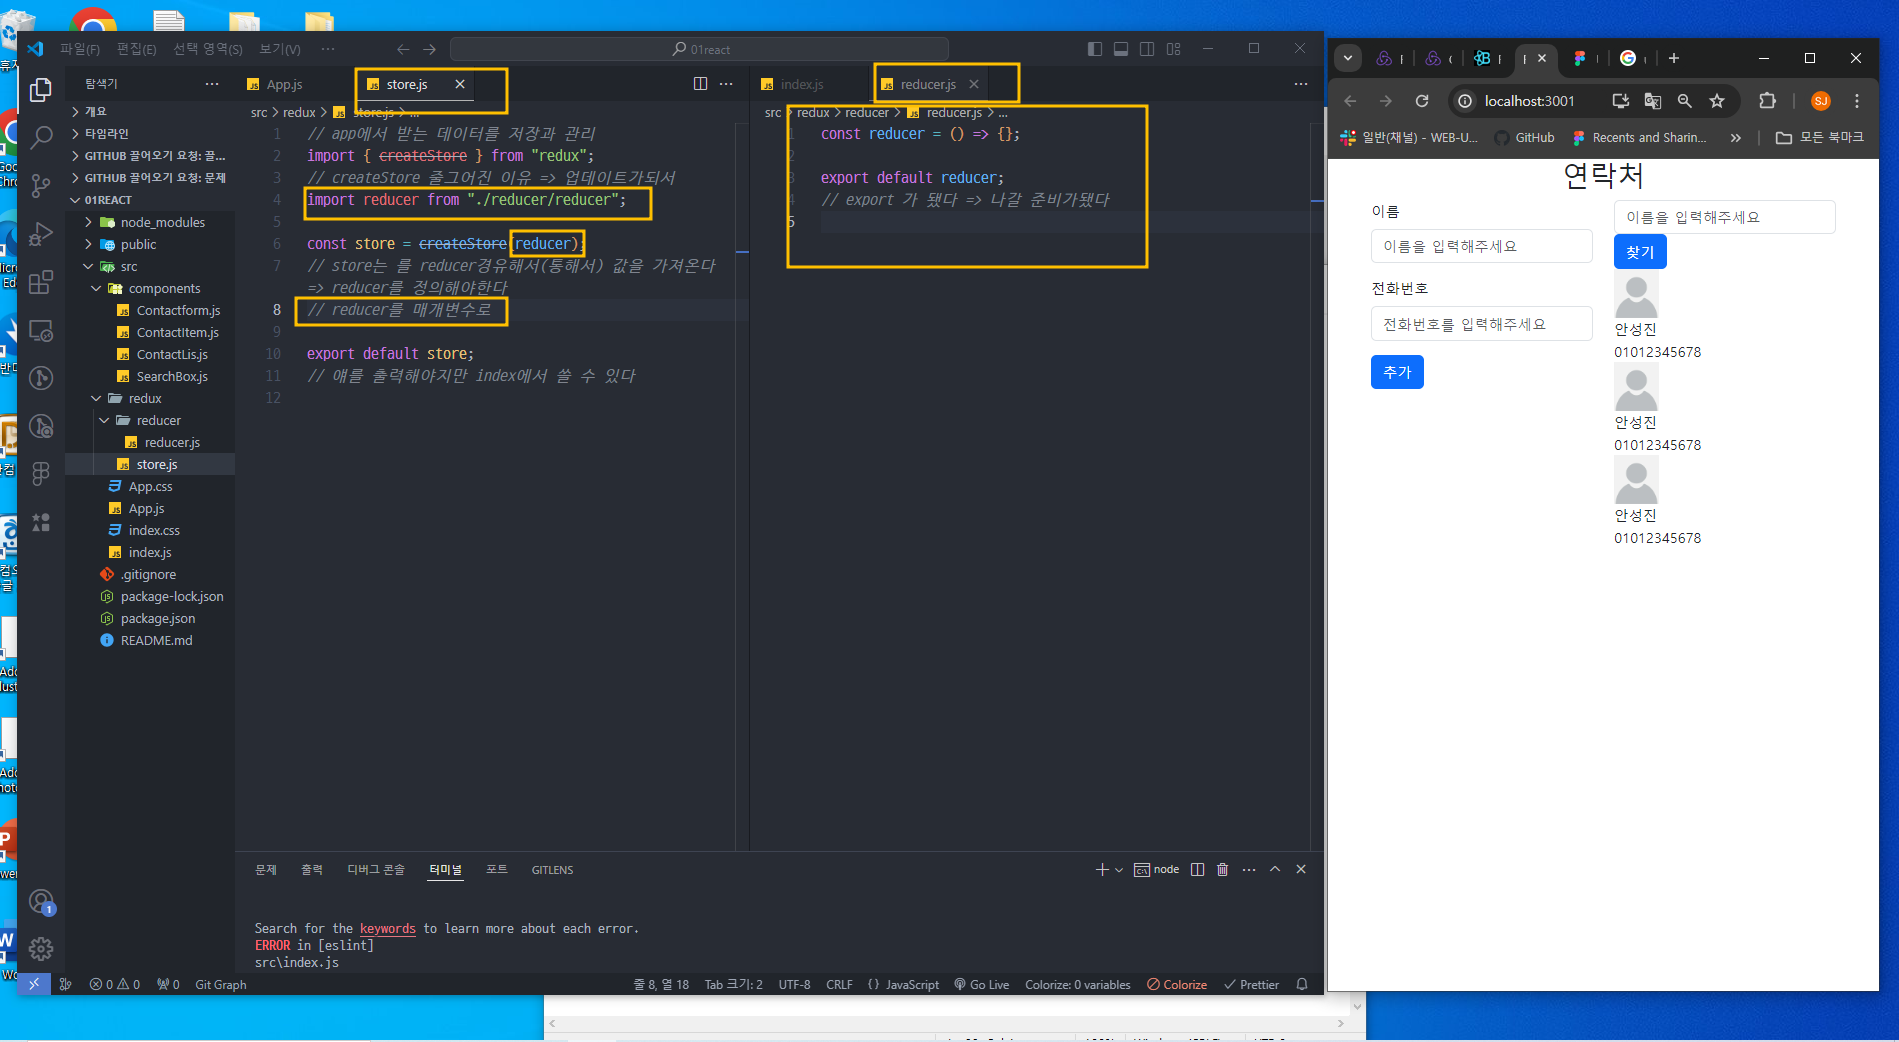 파일(F) 편집(E) 선택 영역(S) 보기(V) ··· 01react
탐색기 ···
개요
타임라인
GITHUB 끌어오기 요청: 끌...
GITHUB 끌어오기 요청: 문제
01REACT
node_modules
public
src
components
Contactform.js
ContactItem.js
ContactLis.js
SearchBox.js
redux
reducer
reducer.js
store.js
App.css
App.js
index.css
index.js
.gitignore
package-lock.json
package.json
README.md
App.js store.js
src > redux > store.js > ...
1 // app에서 받는 데이터를 저장과 관리
2 import { createStore } from "redux";
3 // createStore 줄그어진 이유 => 업데이트가되서
4 import reducer from "./reducer/reducer";
5
6 const store = createStore(reducer);
7 // store는 를 reducer경유해서(통해서) 값을 가져온다
=> reducer를 정의해야한다
8 // reducer를 매개변수로
9
10 export default store;
11 // 얘를 출력해야지만 index에서 쓸 수 있다
12
index.js reducer.js
src > redux > reducer > reducer.js > ...
1 const reducer = () => {};
2
3 export default reducer;
4 // export 가 됐다 => 나갈 준비가됐다
5
문제 출력 디버그 콘솔 터미널 포트 GITLENS node
Search for the keywords to learn more about each error.
ERROR in [eslint]
src\index.js
0 0 0 Git Graph 줄 8, 열 18 Tab 크기: 2 UTF-8 CRLF {} JavaScript Go Live Colorize: 0 variables Colorize Prettier
1
localhost:3001 SJ
일반(채널) - WEB-U... GitHub Recents and Sharin... » 모든 북마크
연락처
이름
이름을 입력해주세요
전화번호
전화번호를 입력해주세요
추가
이름을 입력해주세요
찾기
안성진
01012345678
안성진
01012345678
안성진
01012345678